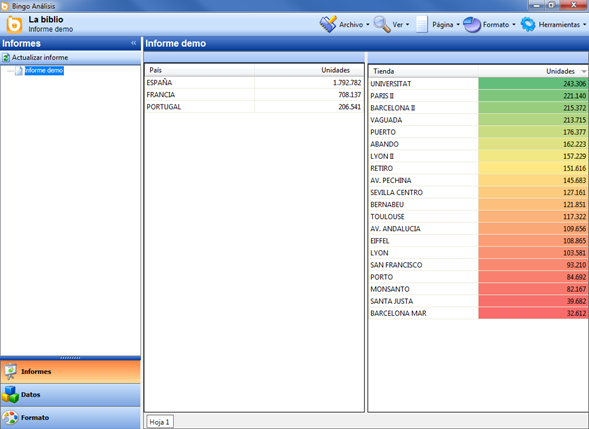 Bingo Análisis
La biblio
Informe demo
Archivo
Ver
Página
Formato
Herramientas
Informes «
Informe demo
Actualizar informe
Informe demo
País Unidades
ESPAÑA 1.792.782
FRANCIA 708.137
PORTUGAL 206.541
Tienda Unidades
UNIVERSITAT 243.306
PARIS II 221.140
BARCELONA II 215.372
VAGUADA 213.715
PUERTO 176.377
ABANDO 162.223
LYON II 157.229
RETIRO 151.616
AV. PECHINA 145.683
SEVILLA CENTRO 127.161
BERNABEU 121.851
TOULOUSE 117.322
AV. ANDALUCIA 109.656
EIFFEL 108.865
LYON 103.581
SAN FRANCISCO 93.210
PORTO 84.692
MONSANTO 82.167
SANTA JUSTA 39.682
BARCELONA MAR 32.612
Informes
Datos
Formato
Hoja 1